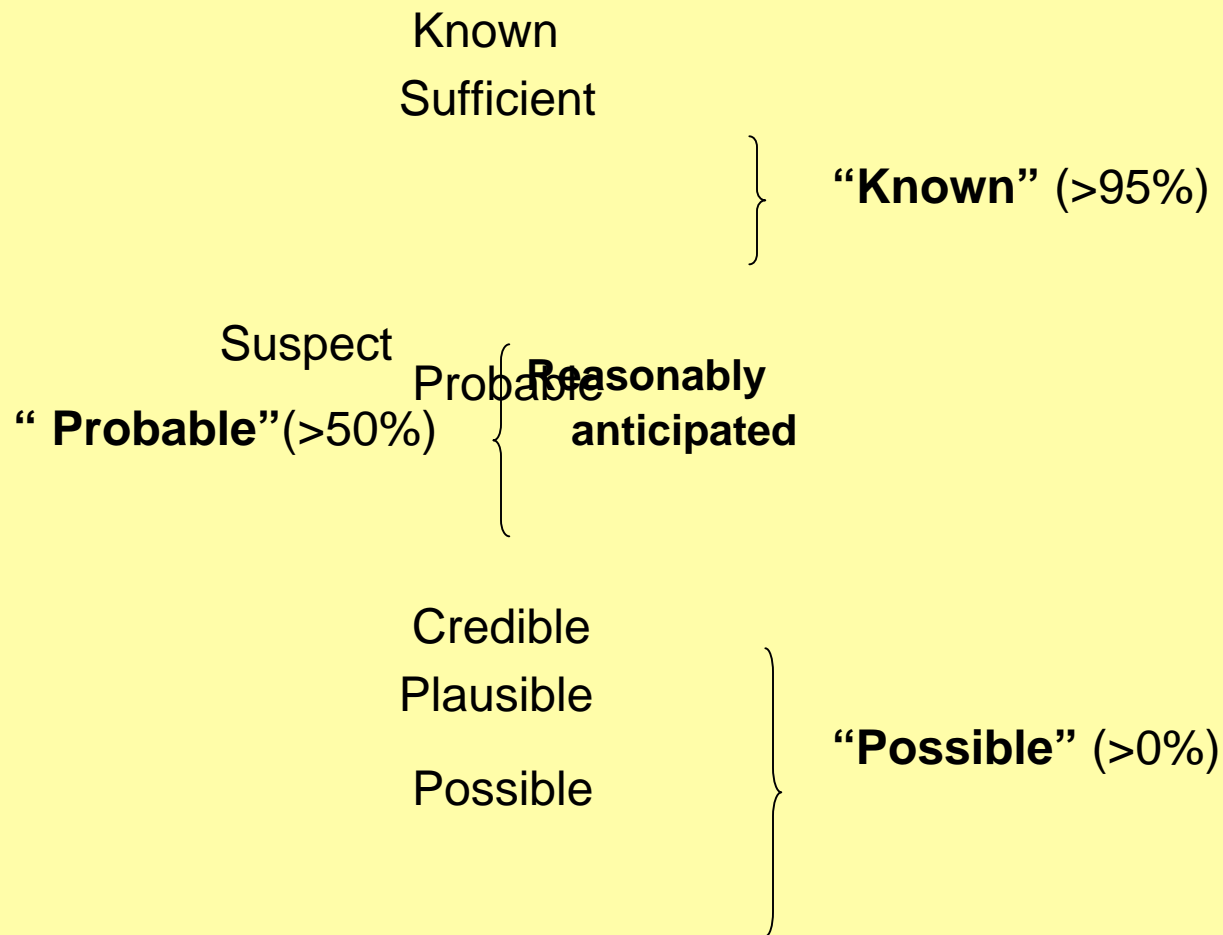 Known
Sufficient
“Known” (>95%)
Suspect
Probable
Reasonably
“ Probable”(>50%)
anticipated
Credible
Plausible
“Possible” (>0%)
Possible